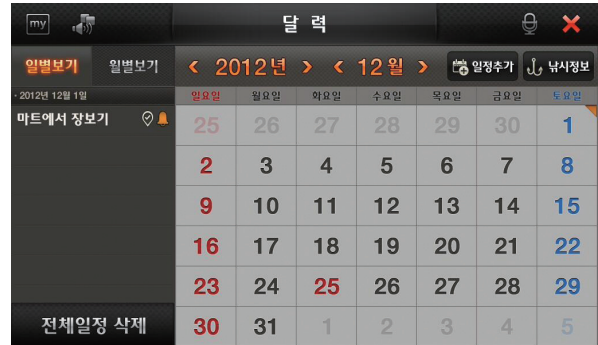 my
달 력
일별보기 월별보기
< 2012년 > < 12월 > 일정추가 낚시정보
· 2012년 12월 1일
일요일 월요일 화요일 수요일 목요일 금요일 토요일
마트에서 장보기
25 26 27 28 29 30 1
2 3 4 5 6 7 8
9 10 11 12 13 14 15
16 17 18 19 20 21 22
23 24 25 26 27 28 29
30 31 1 2 3 4 5
전체일정 삭제